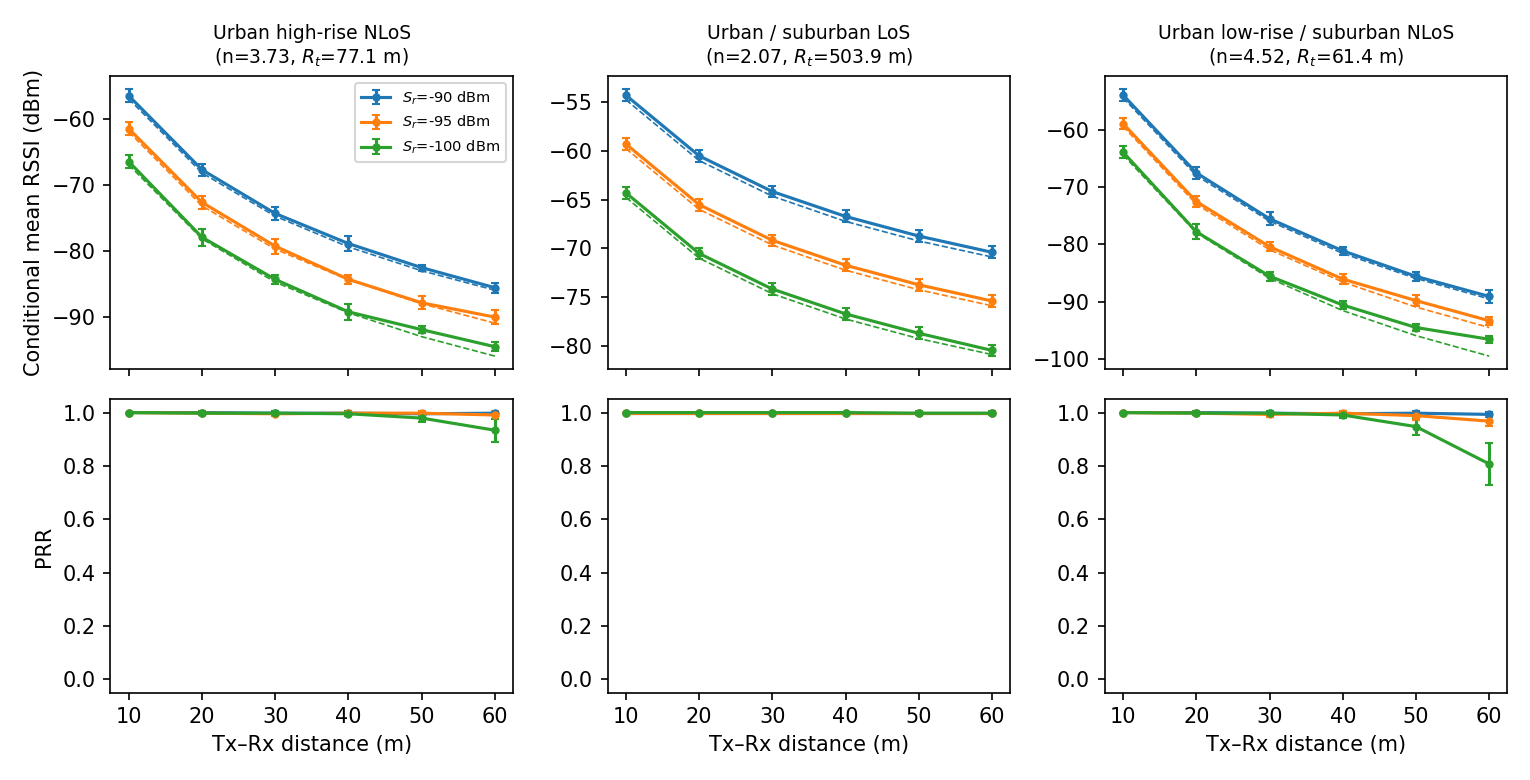 Urban high-rise NLoS
(n=3.73, Rₜ=77.1 m)
Urban / suburban LoS
(n=2.07, Rₜ=503.9 m)
Urban low-rise / suburban NLoS
(n=4.52, Rₜ=61.4 m)
Conditional mean RSSI (dBm)
−60
−70
−80
−90
Sᵣ=-90 dBm
Sᵣ=-95 dBm
Sᵣ=-100 dBm
−55
−60
−65
−70
−75
−80
−60
−70
−80
−90
−100
PRR
1.0
0.8
0.6
0.4
0.2
0.0
10 20 30 40 50 60
Tx–Rx distance (m)
1.0
0.8
0.6
0.4
0.2
0.0
10 20 30 40 50 60
Tx–Rx distance (m)
1.0
0.8
0.6
0.4
0.2
0.0
10 20 30 40 50 60
Tx–Rx distance (m)